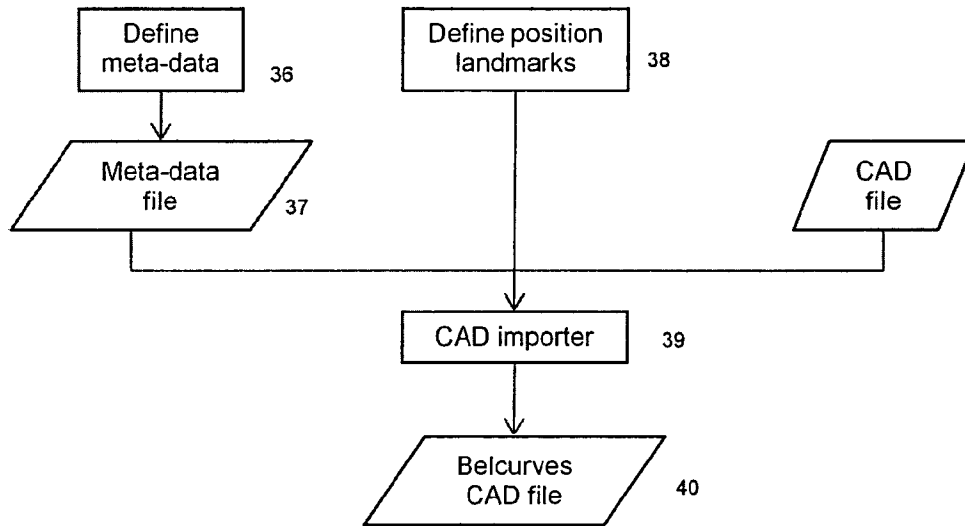 Define
meta-data
36
Define position
landmarks
38
Meta-data
file
37
CAD
file
CAD importer
39
Belcurves
CAD file
40